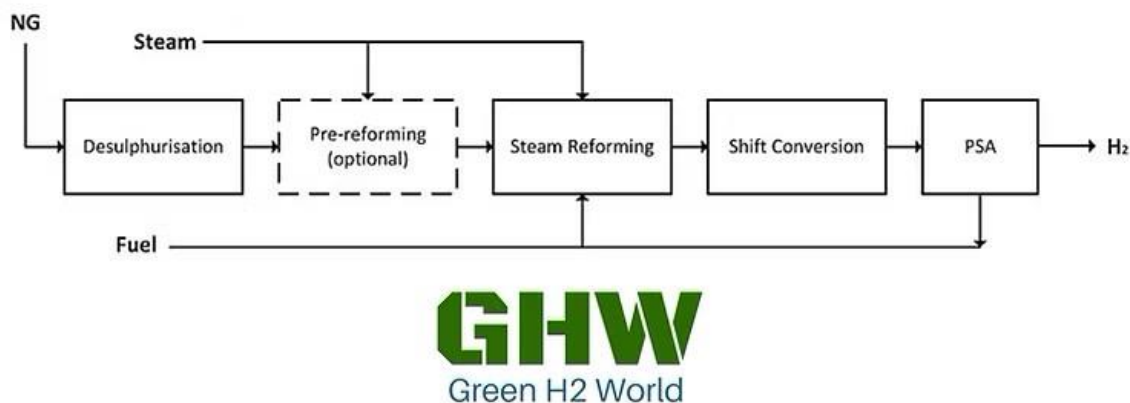 NG
Steam
Desulphurisation
Pre-reforming
(optional)
Steam Reforming
Shift Conversion
PSA
H₂
Fuel
GHW
Green H2 World